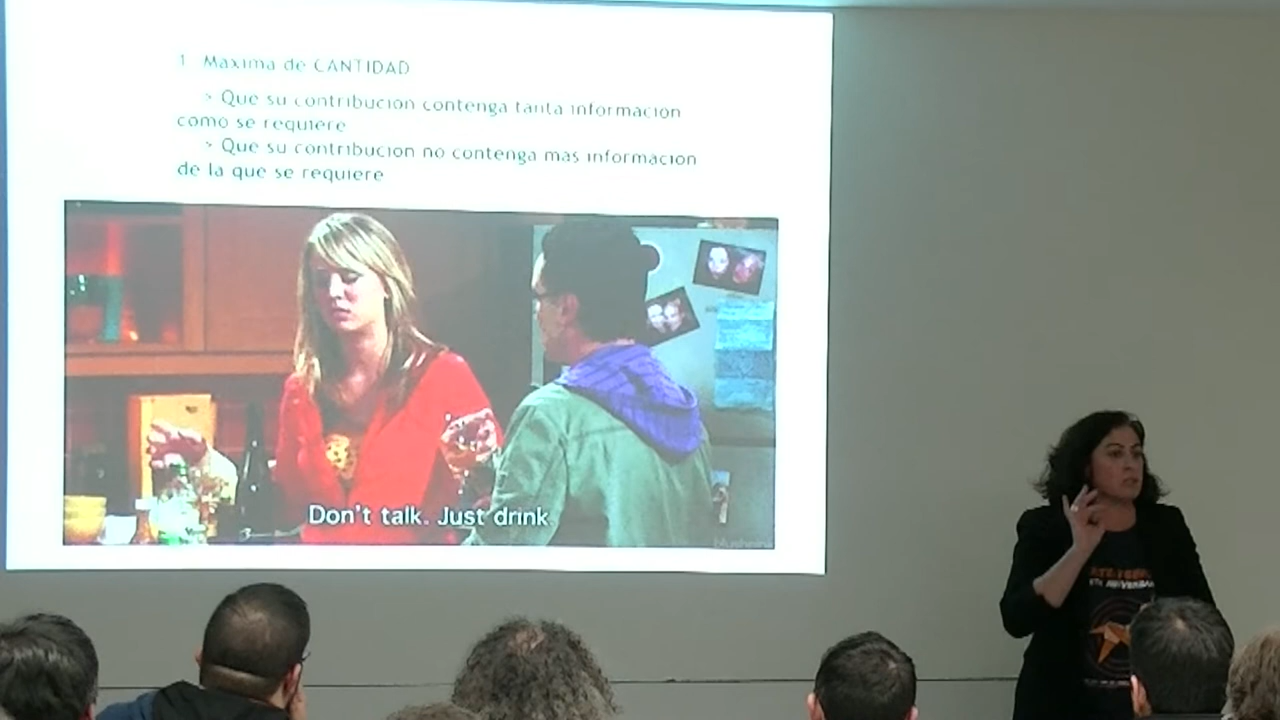 1 Maxima de CANTIDAD
> Que su contribucion contenga tanta informacion
como se requiere
> Que su contribucion no contenga mas informacion
de la que se requiere
Don't talk. Just drink